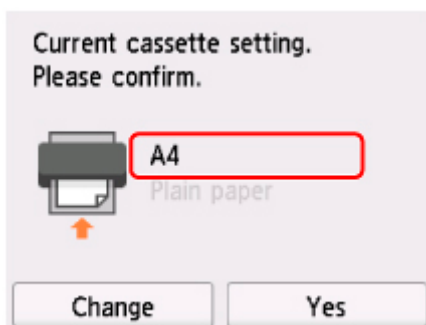 Current cassette setting.
Please confirm.
A4
Plain paper
Change
Yes